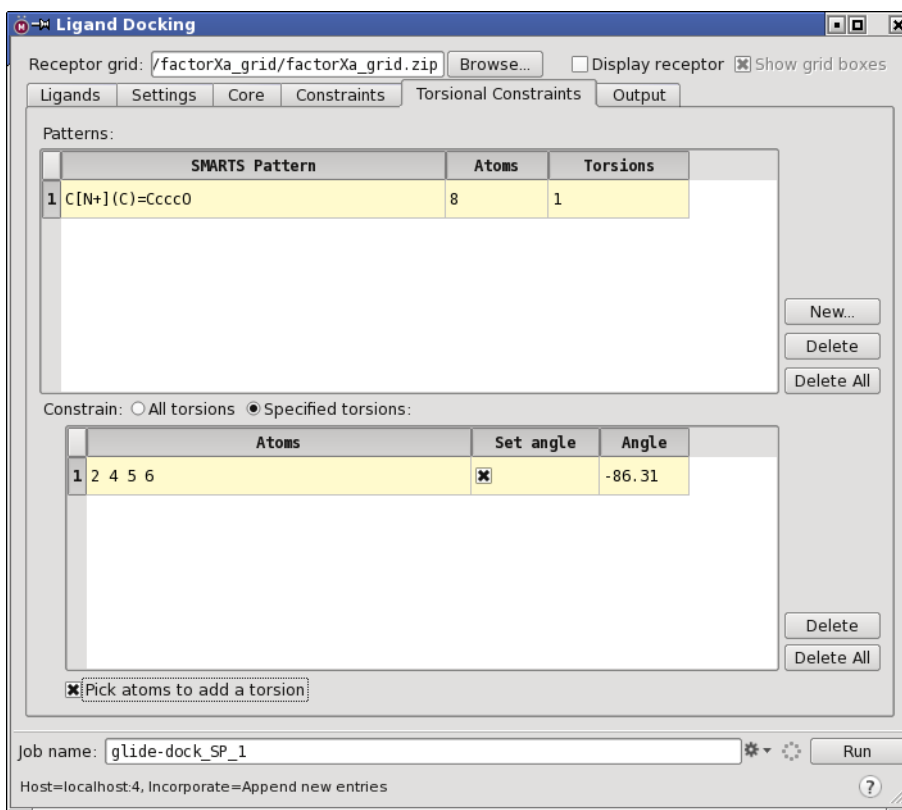 Ligand Docking
Receptor grid: /factorXa_grid/factorXa_grid.zip Browse... Display receptor Show grid boxes
Ligands Settings Core Constraints Torsional Constraints Output
Patterns:
SMARTS Pattern Atoms Torsions
1 C[N+](C)=CcccO 8 1
New...
Delete
Delete All
Constrain: All torsions Specified torsions:
Atoms Set angle Angle
1 2 4 5 6 -86.31
Delete
Delete All
Pick atoms to add a torsion
Job name: glide-dock_SP_1 Run
Host=localhost:4, Incorporate=Append new entries ?